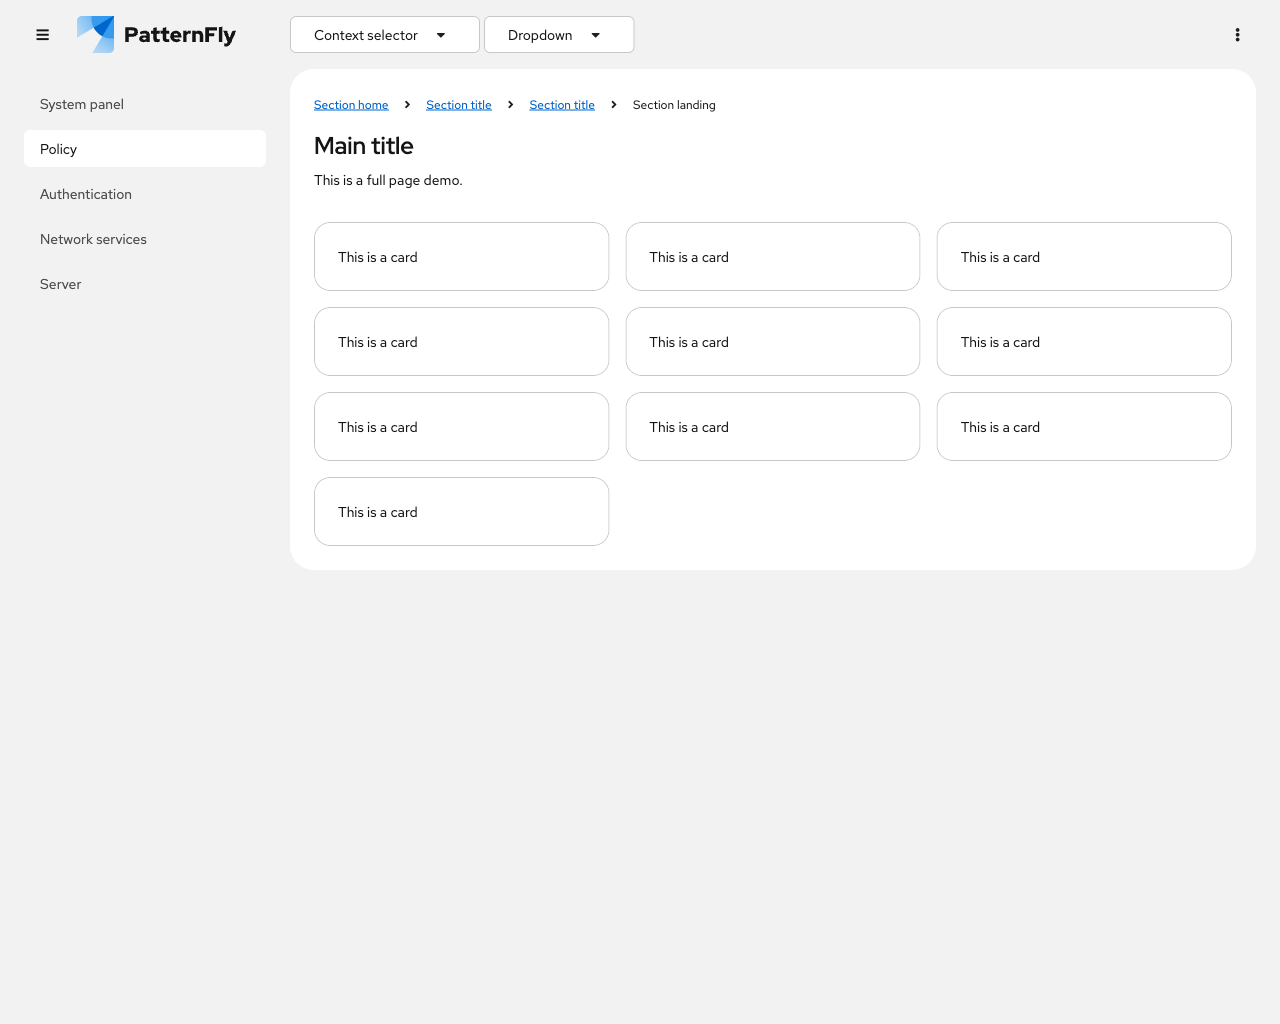 PatternFly
Context selector
Dropdown
System panel
Policy
Authentication
Network services
Server
Section home
Section title
Section title
Section landing
Main title
This is a full page demo.
This is a card
This is a card
This is a card
This is a card
This is a card
This is a card
This is a card
This is a card
This is a card
This is a card